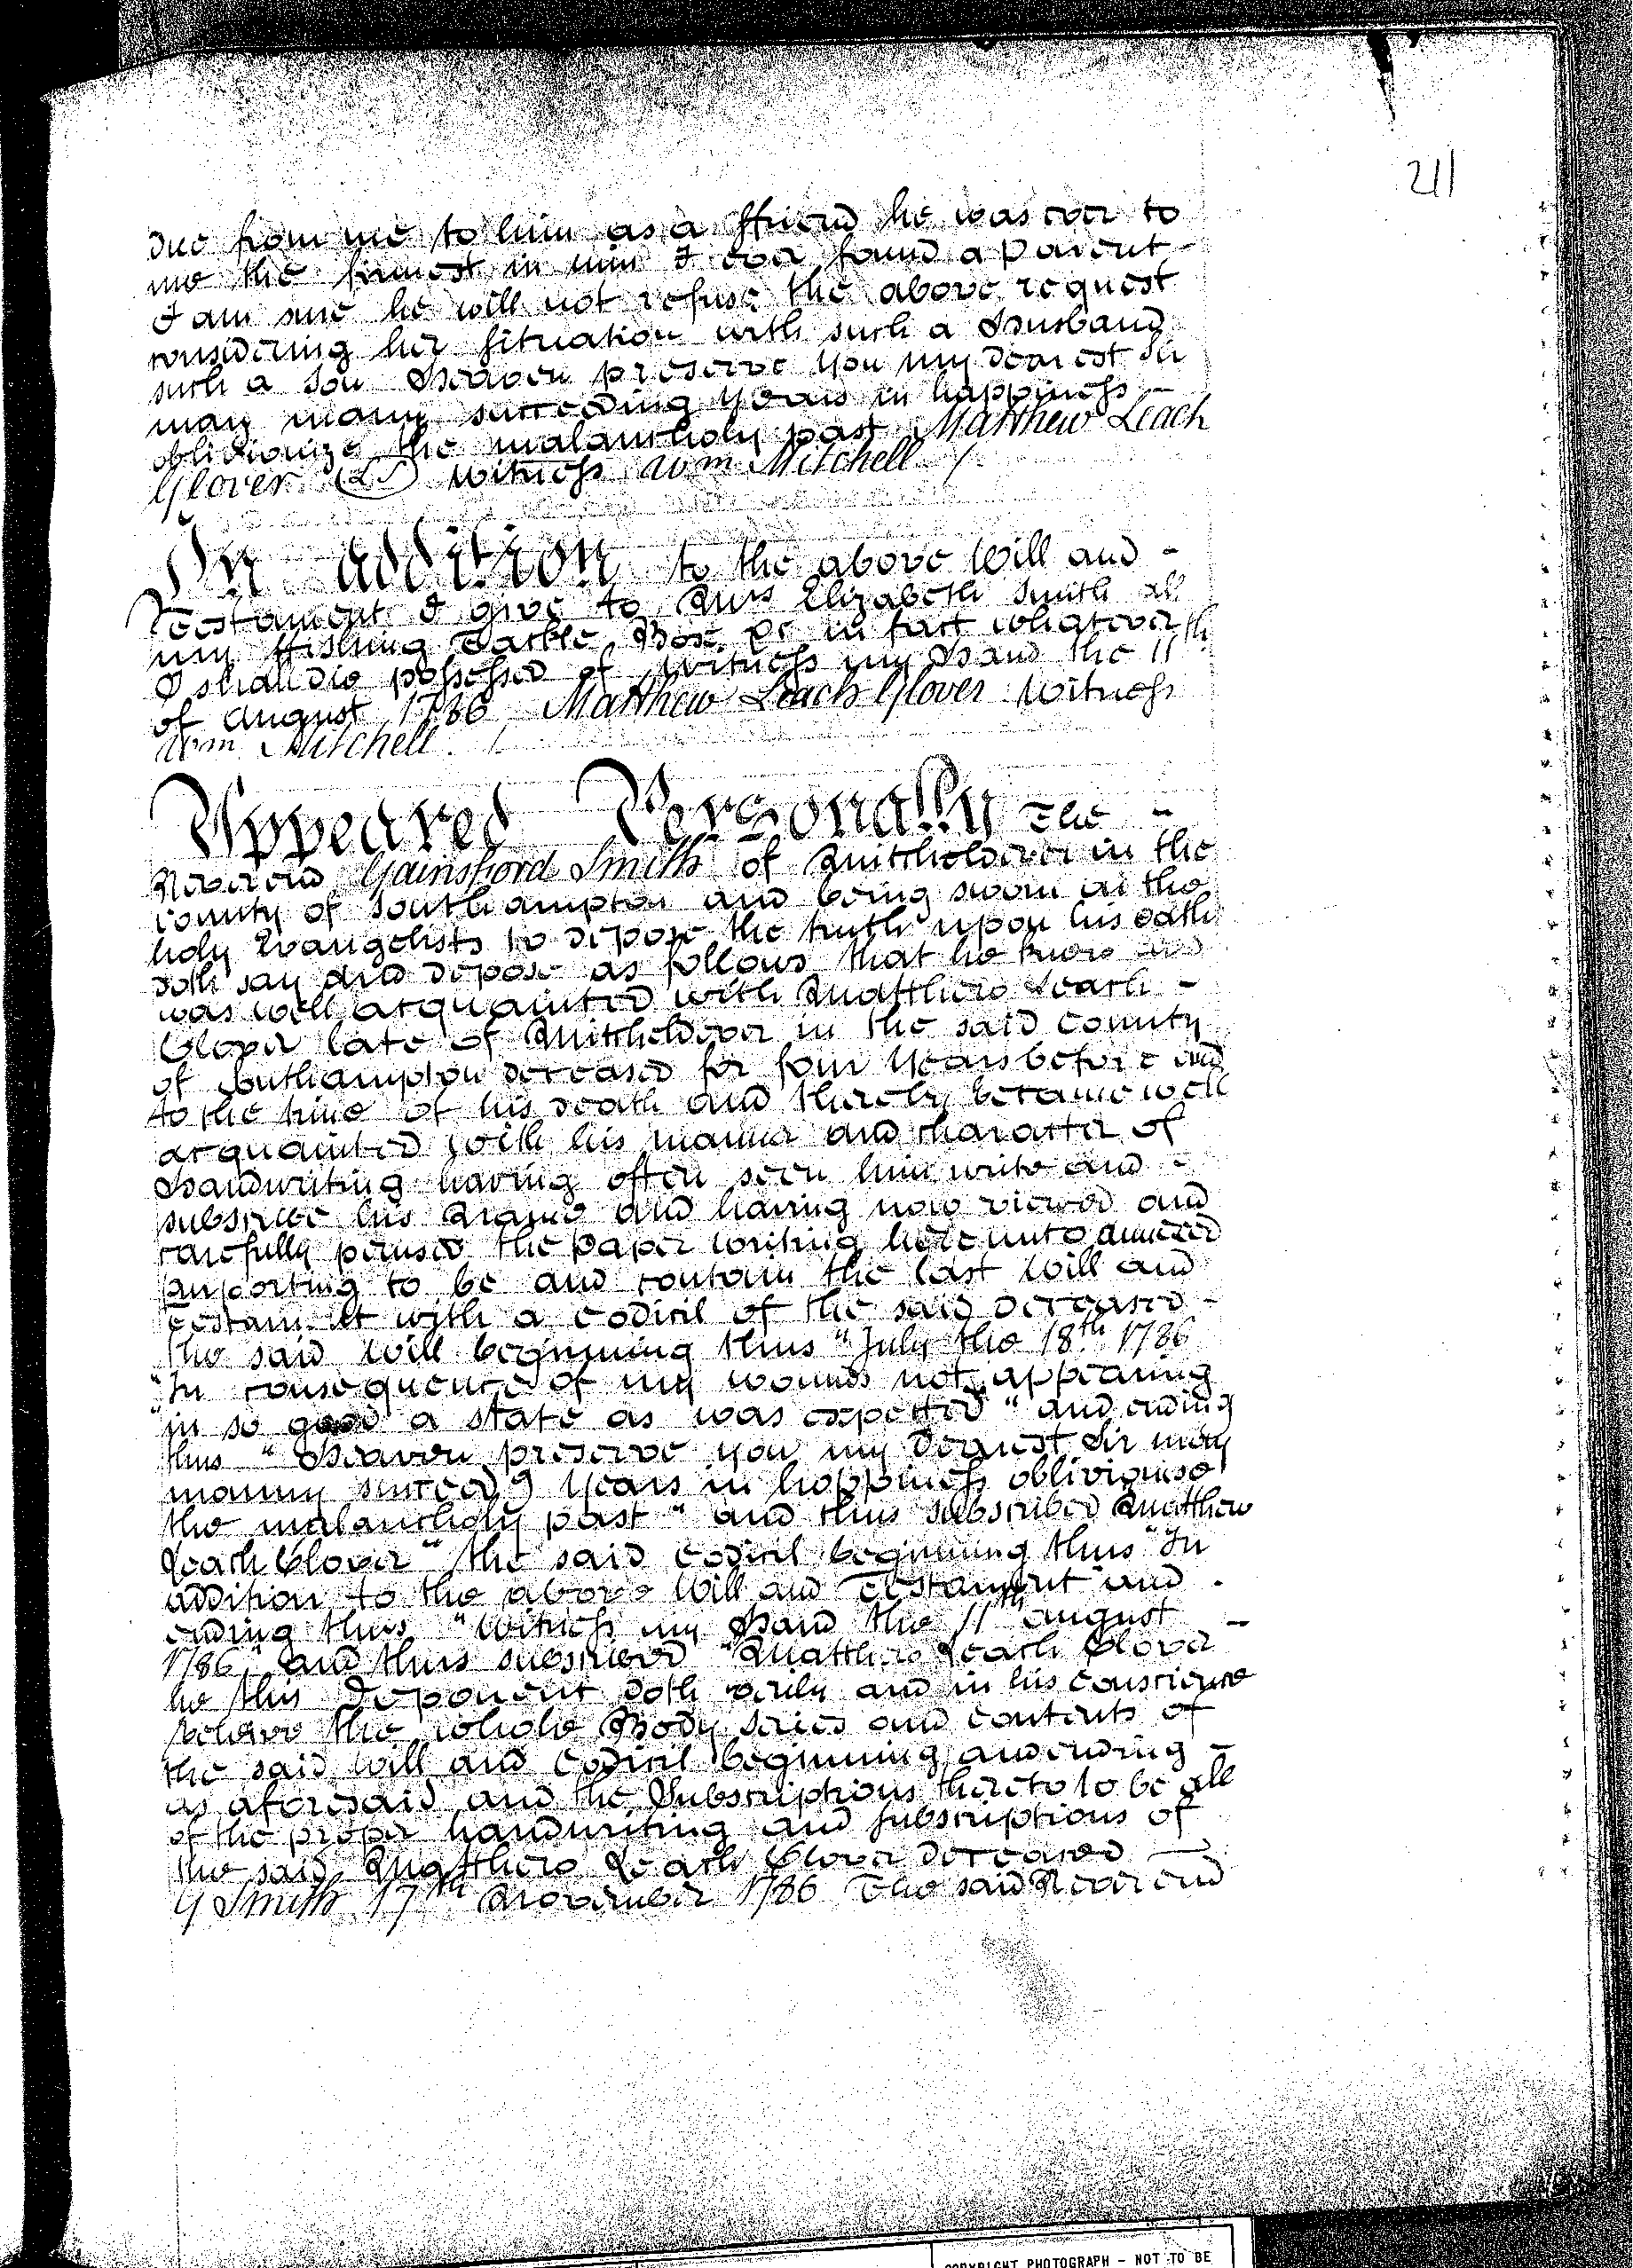 211
due from me to him as a ffriend he was ever to
me the firmest in him I ever found a parent -
I am sure he will not refuse the above request
considering her situation with such a Husband
such a Son Heaven preserve you my dearest Sir
may many succeeding years in happiness -
oblivionize the malancholy past Matthew Leach
Glover (LS) Witness Wm Mitchell /.
In addition to the above Will and -
Testament I give to Mrs Elizabeth Smith all
my ffishing Tackle Box &c in fact whatever
I shall die possessed of Witness my Hand the 11th
of August 1786 Matthew Leach Glover Witness
Wm Mitchell /
Appeared Personally The -
Reverend Gainsford Smith of Mitcheldever in the
county of Southampton and being sworn on the
holy Evangelists to depose the truth upon his oath
doth say and depose as follows that he knew and
was well acquainted with Matthew Leach -
Glover late of Mitcheldever in the said County
of Southampton deceased for four years before and
to the time of his death and thereby became well
acquainted with his manner and character of
Handwriting having often seen him write and -
subscribe his Name and having now viewed and
carefully perused the paper writing hereunto annexed
purporting to be and contain the last Will and
Testament with a Codicil of the said deceased -
the said Will beginning thus "July the 18th 1786
"In consequence of my wounds not appearing
"in so good a state as was expected" and ending
thus "Heaven preserve you my dearest Sir may
many succeedg years in happiness oblivionise
the malancholy past" and thus subscribed Matthew
Leach Glover" the said Codicil beginning thus "In
addition to the above Will and Testament" and
ending thus "Witness my Hand the 11th august -
1786" and thus subscribed "Matthew Leach Glover -
he this Deponent doth verily and in his conscience
believe the whole Body series and contents of
the said Will and Codicil beginning and ending -
as aforesaid and the Subscriptions thereto to be all
of the proper handwriting and subscriptions of
the said Matthew Leach Glover deceased -
G Smith 17th November 1786 The said Reverend
COPYRIGHT PHOTOGRAPH - NOT TO BE